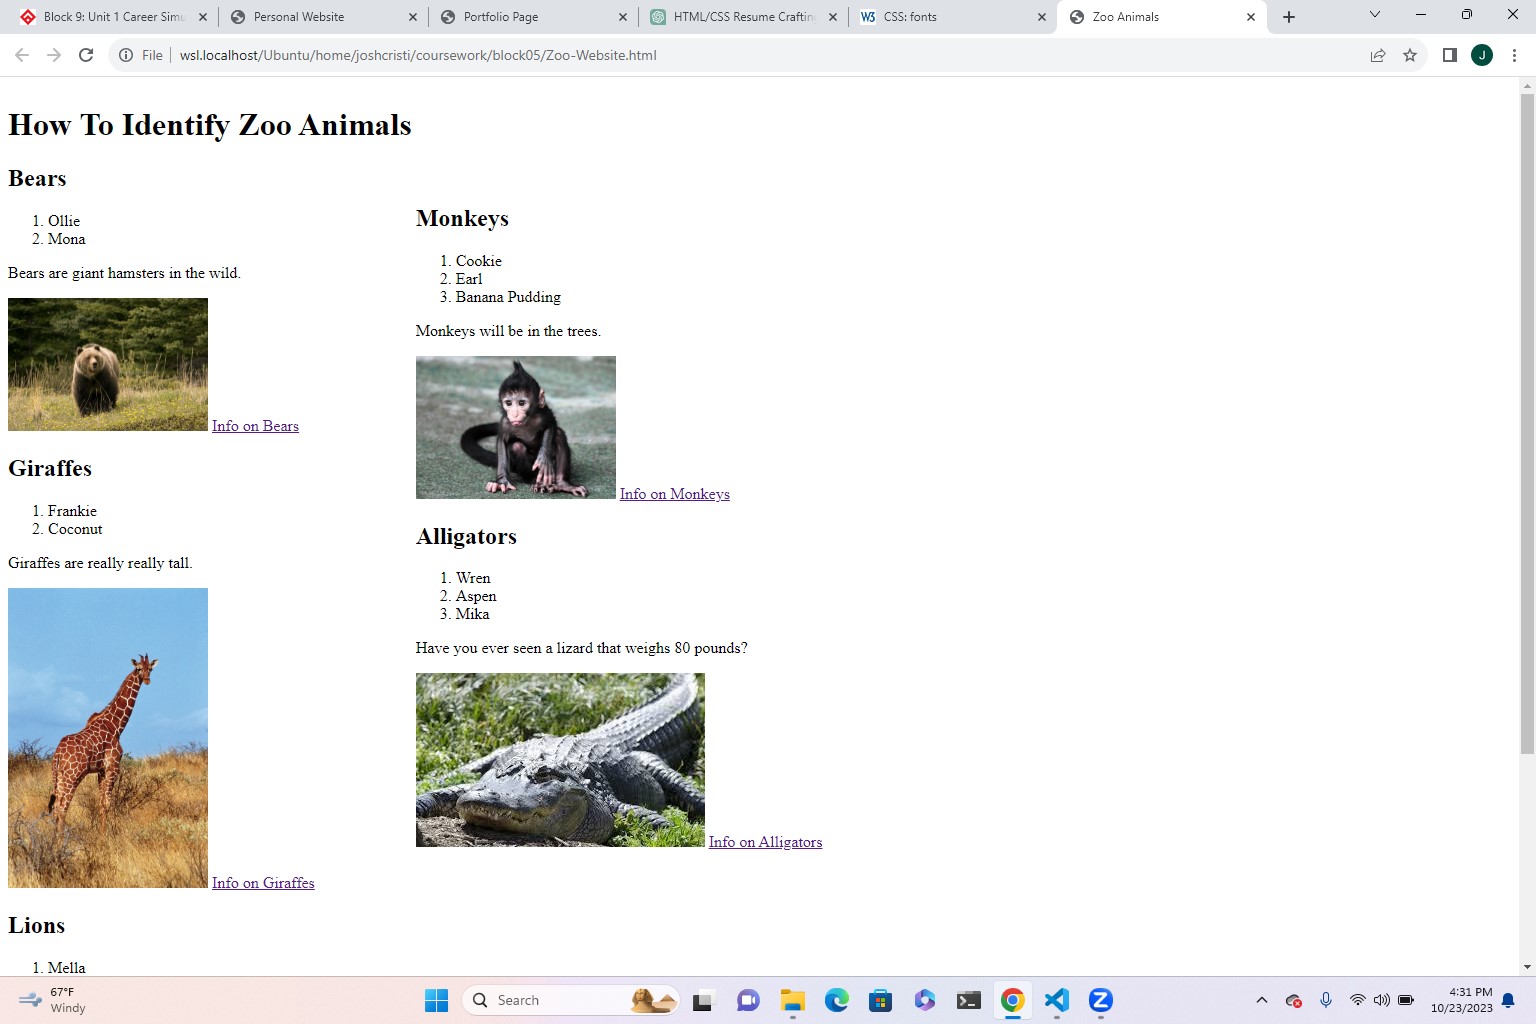 Block 9: Unit 1 Career Simu
Personal Website
Portfolio Page
HTML/CSS Resume Crafting
W3 CSS: fonts
Zoo Animals
File wsl.localhost/Ubuntu/home/joshcristi/coursework/block05/Zoo-Website.html
J
How To Identify Zoo Animals
Bears
1. Ollie
2. Mona
Bears are giant hamsters in the wild.
Info on Bears
Giraffes
1. Frankie
2. Coconut
Giraffes are really really tall.
Info on Giraffes
Lions
1. Mella
Monkeys
1. Cookie
2. Earl
3. Banana Pudding
Monkeys will be in the trees.
Info on Monkeys
Alligators
1. Wren
2. Aspen
3. Mika
Have you ever seen a lizard that weighs 80 pounds?
Info on Alligators
67°F
Windy
Search
Z
4:31 PM
10/23/2023